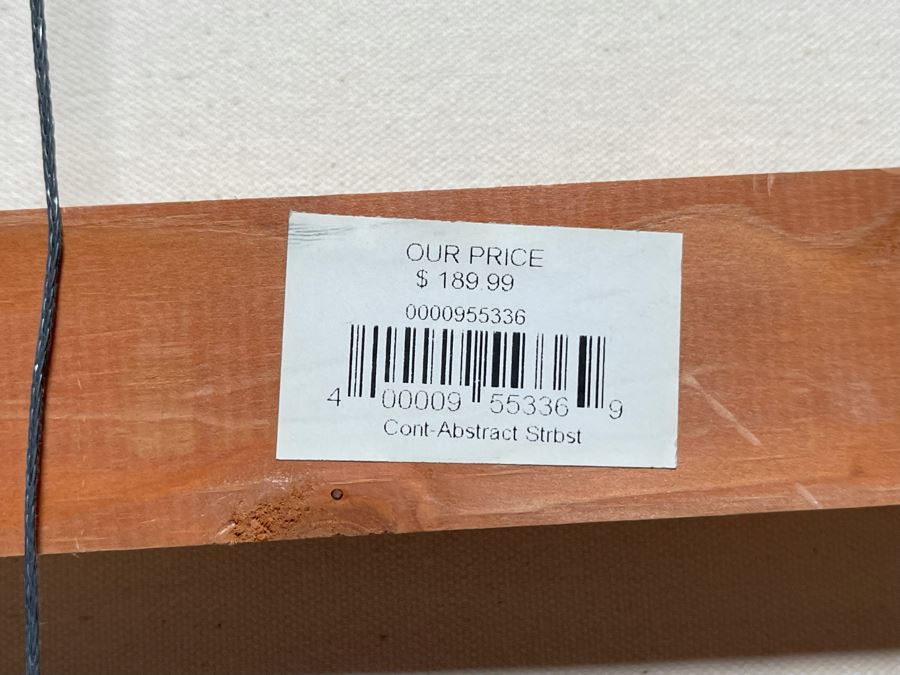 OUR PRICE
$ 189.99
0000955336
4 00009 55336 9
Cont-Abstract Strbst